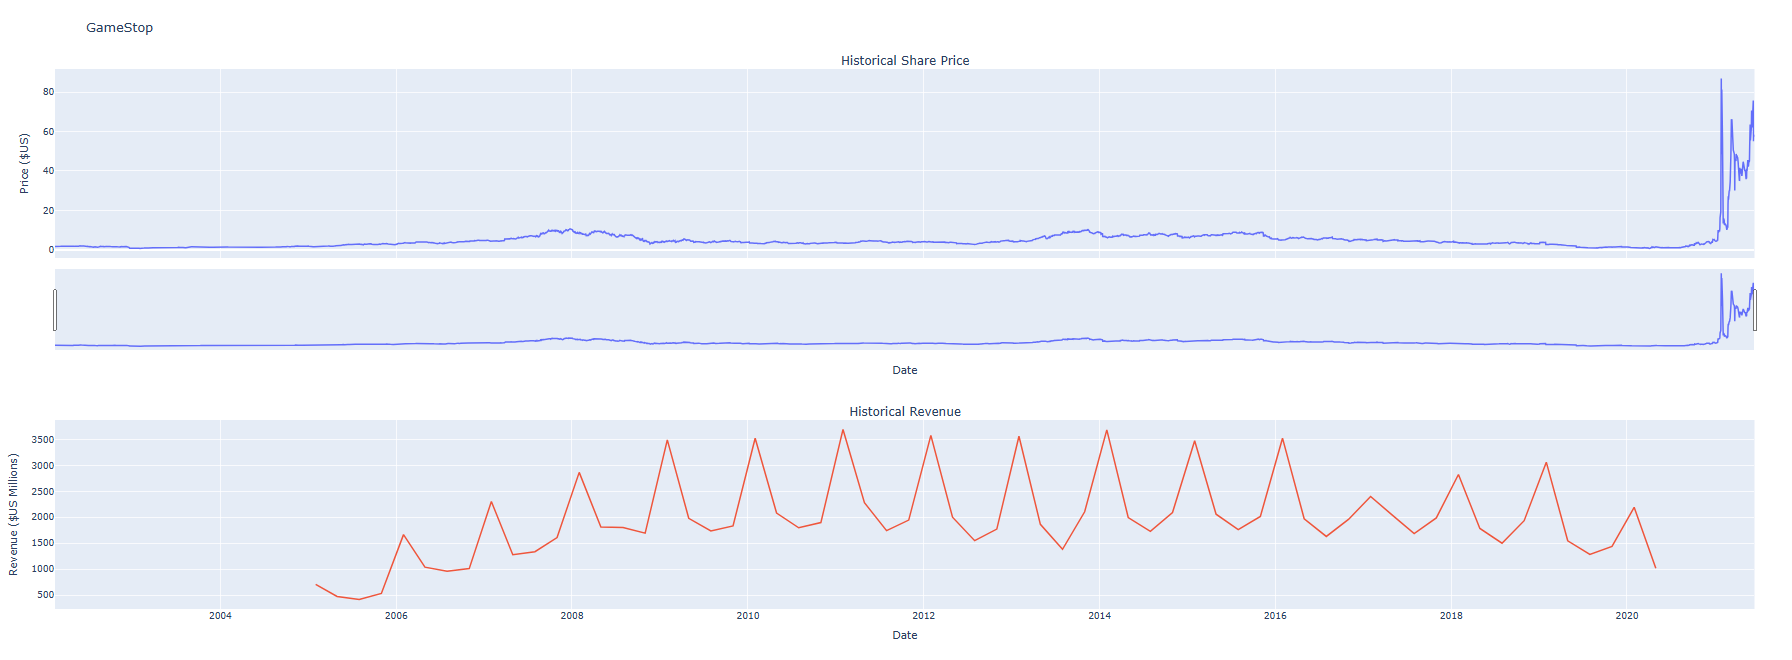 GameStop
Historical Share Price
Price ($US)
80
60
40
20
0
Date
Historical Revenue
Revenue ($US Millions)
3500
3000
2500
2000
1500
1000
500
2004 2006 2008 2010 2012 2014 2016 2018 2020
Date